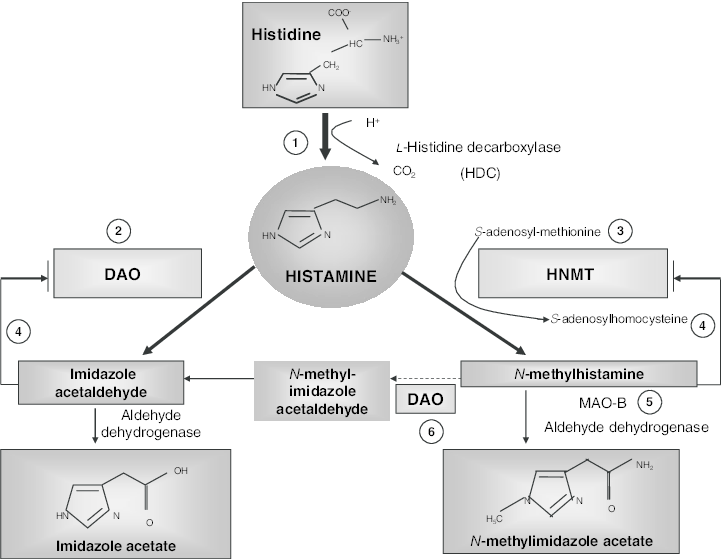 COO⁻
Histidine
HC
NH₃⁺
CH₂
HN
N
1
H⁺
L-Histidine decarboxylase
CO₂
(HDC)
NH₂
HN
N
HISTAMINE
2
DAO
S-adenosyl-methionine
3
HNMT
4
S-adenosylhomocysteine
4
Imidazole
acetaldehyde
N-methyl-
imidazole
acetaldehyde
DAO
6
N-methylhistamine
MAO-B
5
Aldehyde
dehydrogenase
Aldehyde dehydrogenase
OH
HN
N
O
Imidazole acetate
NH₂
N
N
H₃C
O
N-methylimidazole acetate